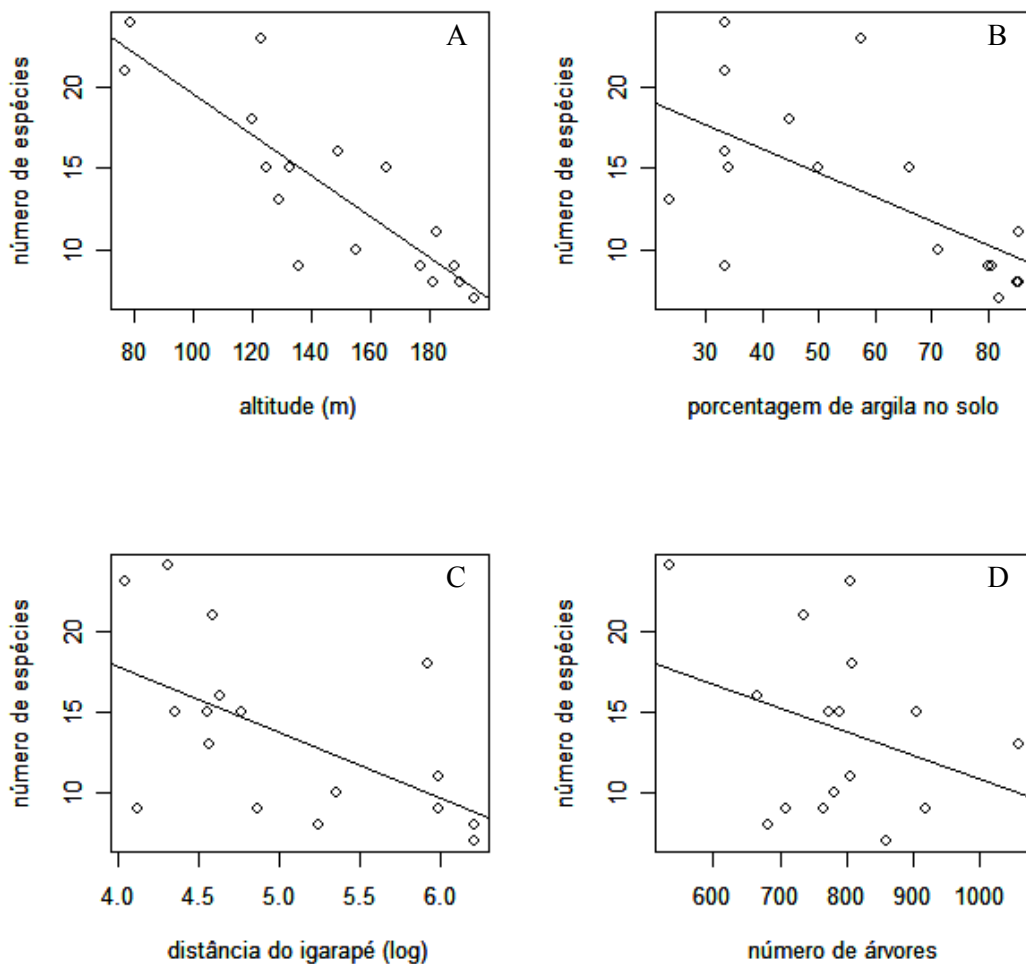 A
número de espécies
10 15 20
80 100 120 140 160 180
altitude (m)
B
número de espécies
10 15 20
30 40 50 60 70 80
porcentagem de argila no solo
C
número de espécies
10 15 20
4.0 4.5 5.0 5.5 6.0
distância do igarapé (log)
D
número de espécies
10 15 20
600 700 800 900 1000
número de árvores